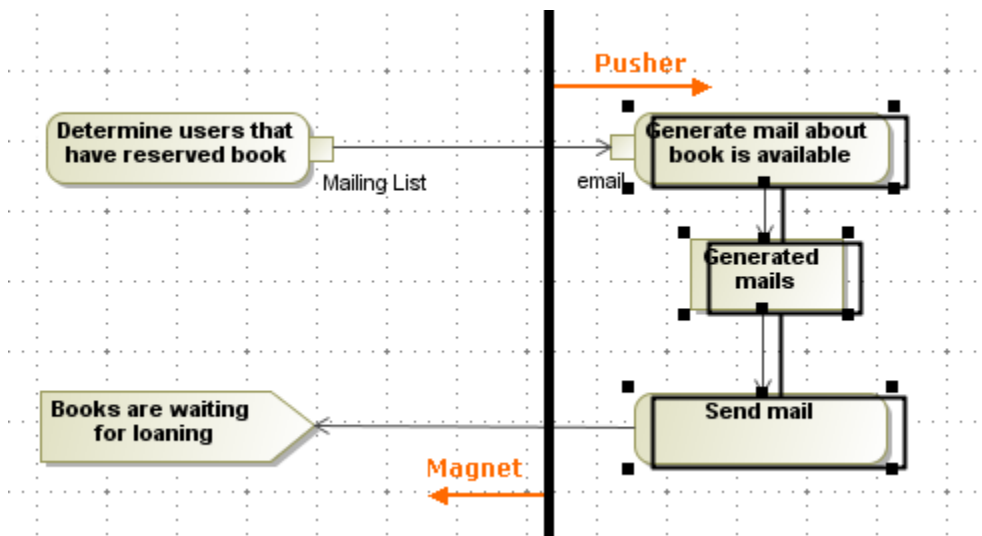 Pusher
Determine users that
have reserved book
Mailing List
email
Generate mail about
book is available
Generated
mails
Books are waiting
for loaning
Send mail
Magnet